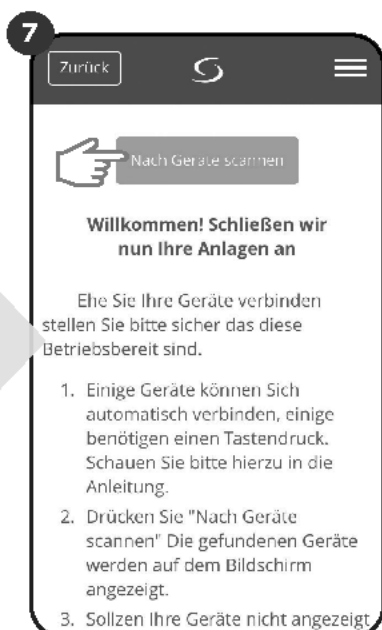 7
Zurück
Nach Geräte scannen
Willkommen! Schließen wir
nun Ihre Anlagen an
Ehe Sie Ihre Geräte verbinden
stellen Sie bitte sicher das diese
Betriebsbereit sind.
1. Einige Geräte können Sich
automatisch verbinden, einige
benötigen einen Tastendruck.
Schauen Sie bitte hierzu in die
Anleitung.
2. Drücken Sie "Nach Geräte
scannen" Die gefundenen Geräte
werden auf dem Bildschirm
angezeigt.
3. Sollzen Ihre Geräte nicht angezeigt